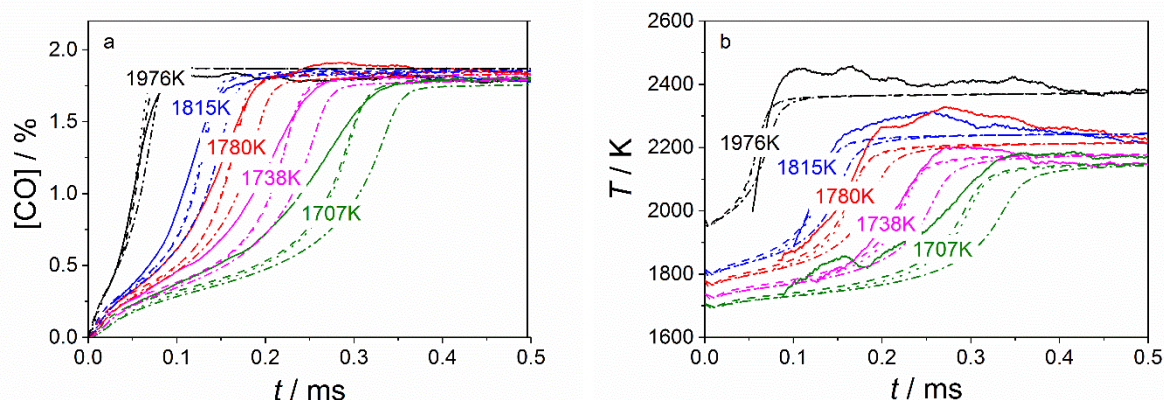 a
[CO] / %
2.0
1.5
1.0
0.5
0.0
1976K
1815K
1780K
1738K
1707K
0.0 0.1 0.2 0.3 0.4 0.5
t / ms
b
T / K
2600
2400
2200
2000
1800
1600
1976K
1815K
1780K
1738K
1707K
0.0 0.1 0.2 0.3 0.4 0.5
t / ms